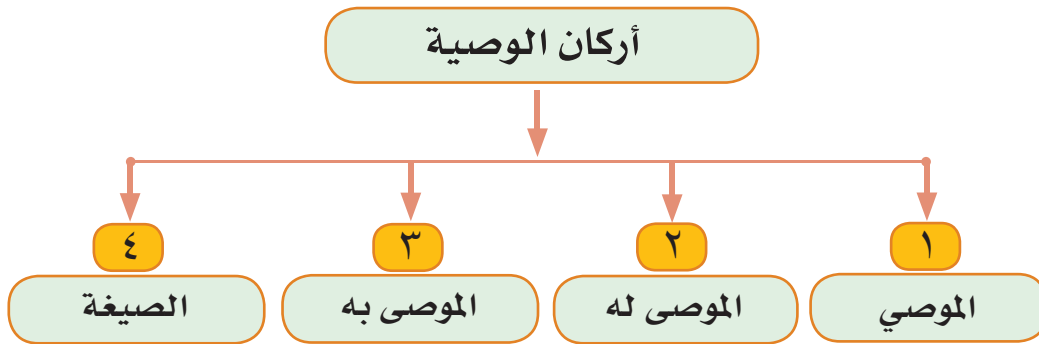 أركان الوصية
١
الموصي
٢
الموصى له
٣
الموصى به
٤
الصيغة